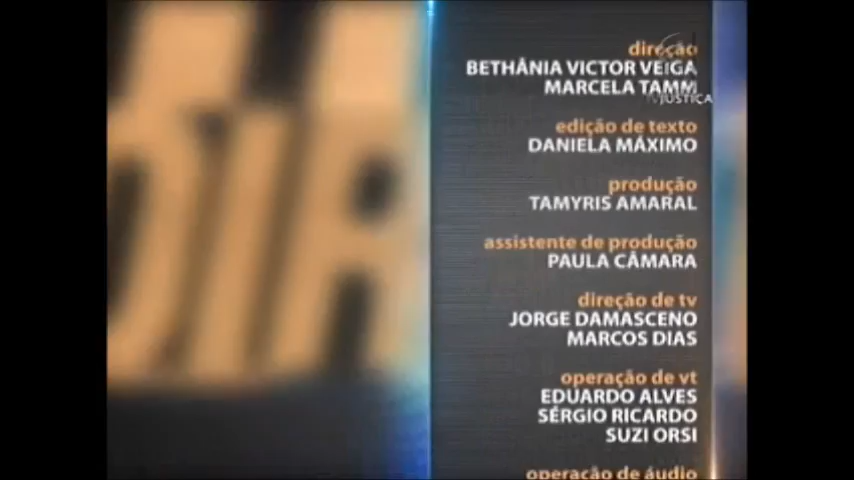 direção
BETHÂNIA VICTOR VEIGA
MARCELA TAMM
JUSTIÇA
edição de texto
DANIELA MÁXIMO
produção
TAMYRIS AMARAL
assistente de produção
PAULA CÂMARA
direção de tv
JORGE DAMASCENO
MARCOS DIAS
operação de vt
EDUARDO ALVES
SÉRGIO RICARDO
SUZI ORSI
operação de áudio